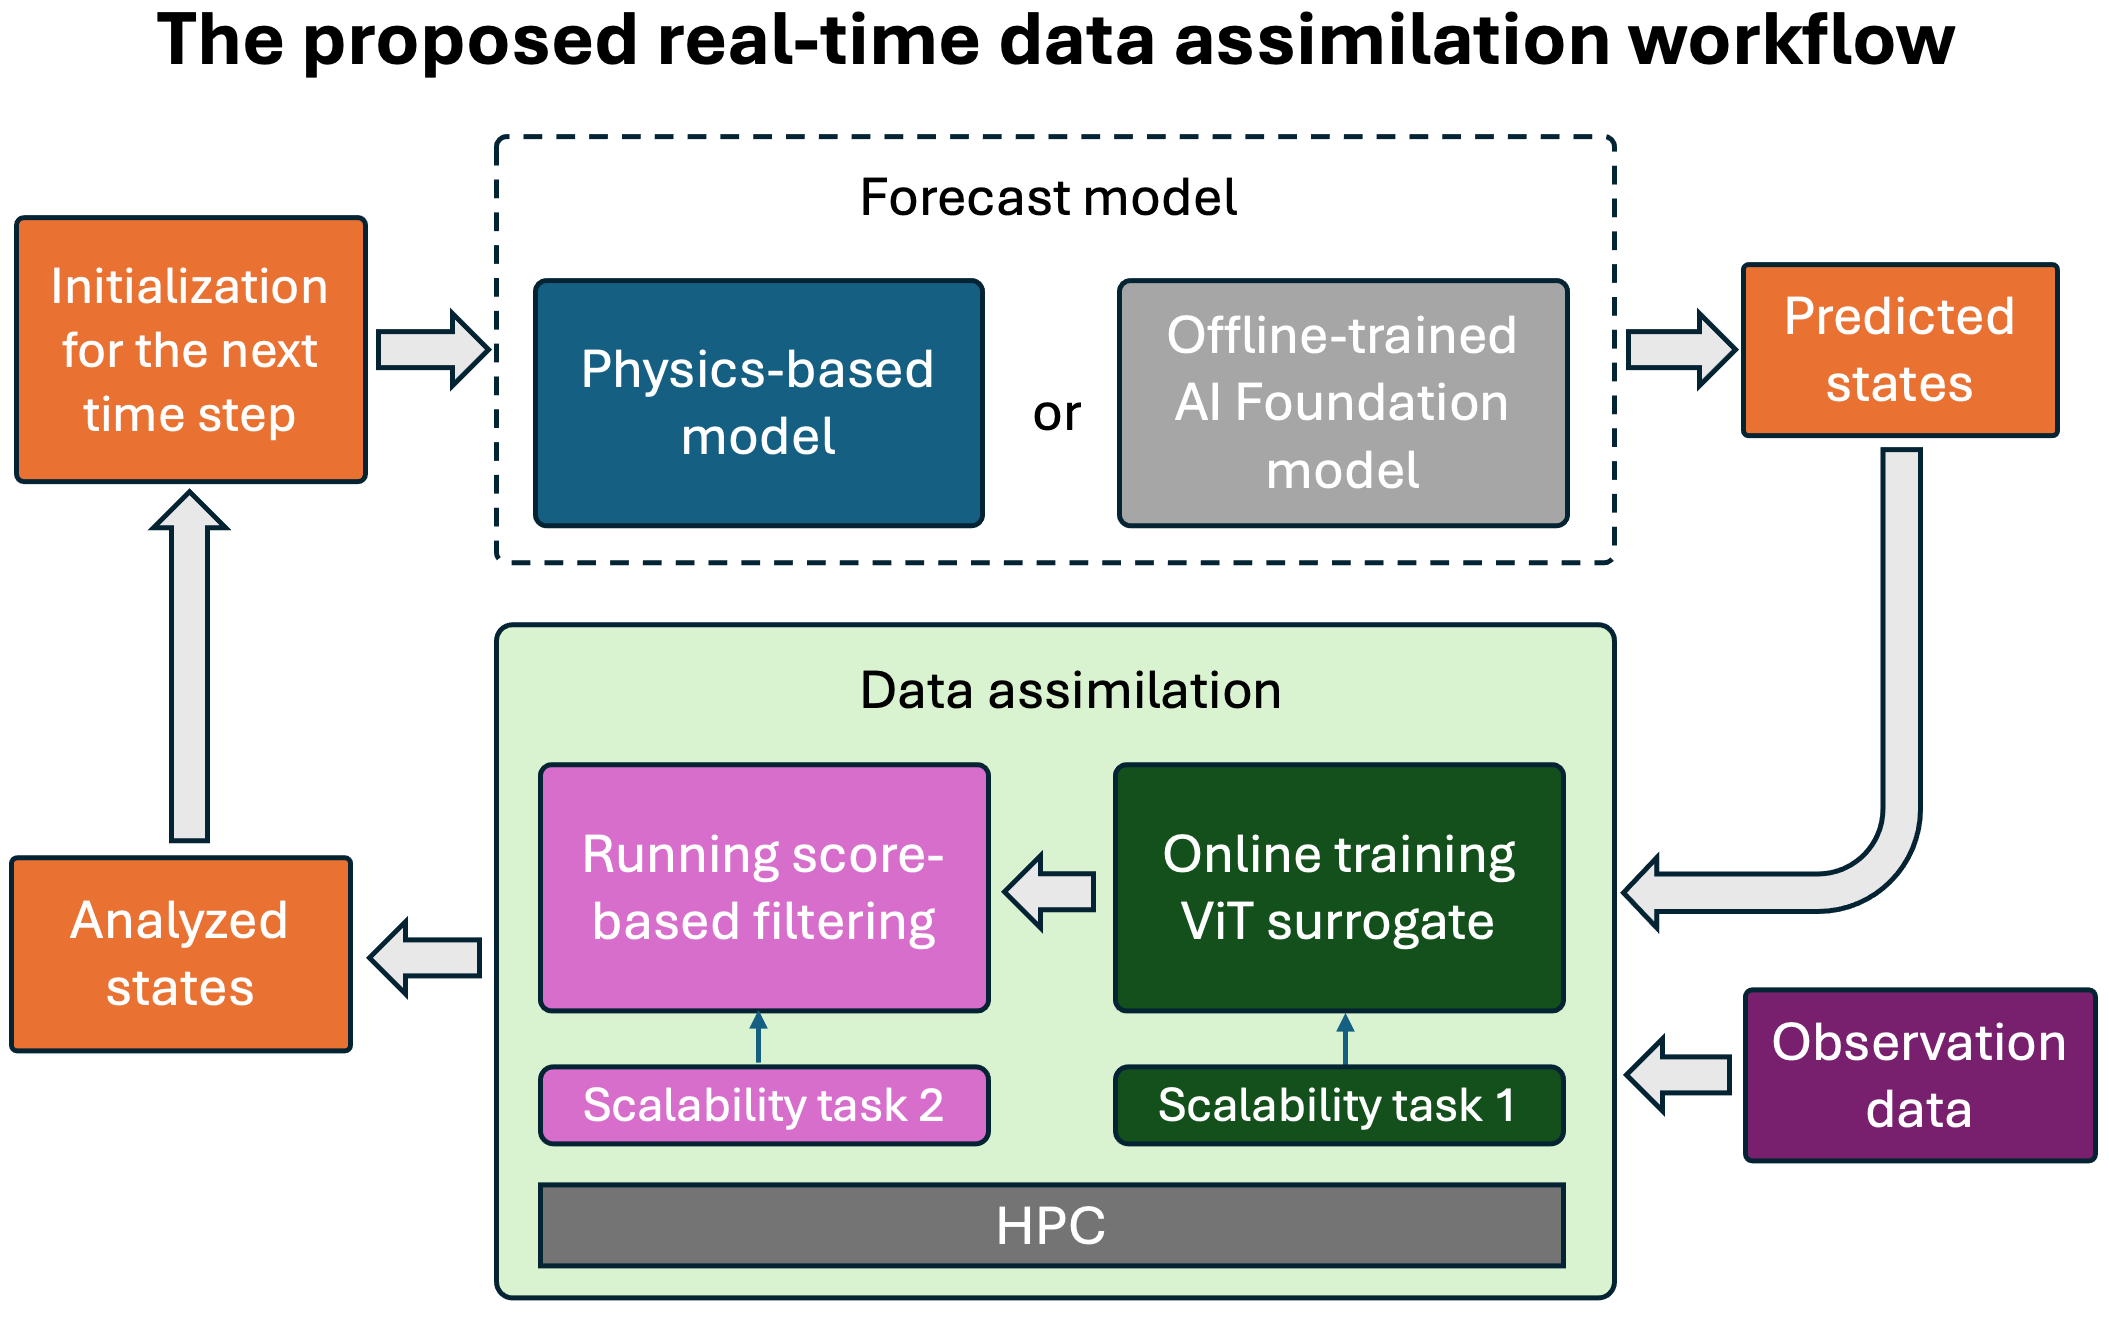 The proposed real-time data assimilation workflow
Forecast model
Initialization
for the next
time step
Physics-based
model
or
Offline-trained
AI Foundation
model
Predicted
states
Data assimilation
Running score-
based filtering
Online training
ViT surrogate
Analyzed
states
Observation
data
Scalability task 2
Scalability task 1
HPC